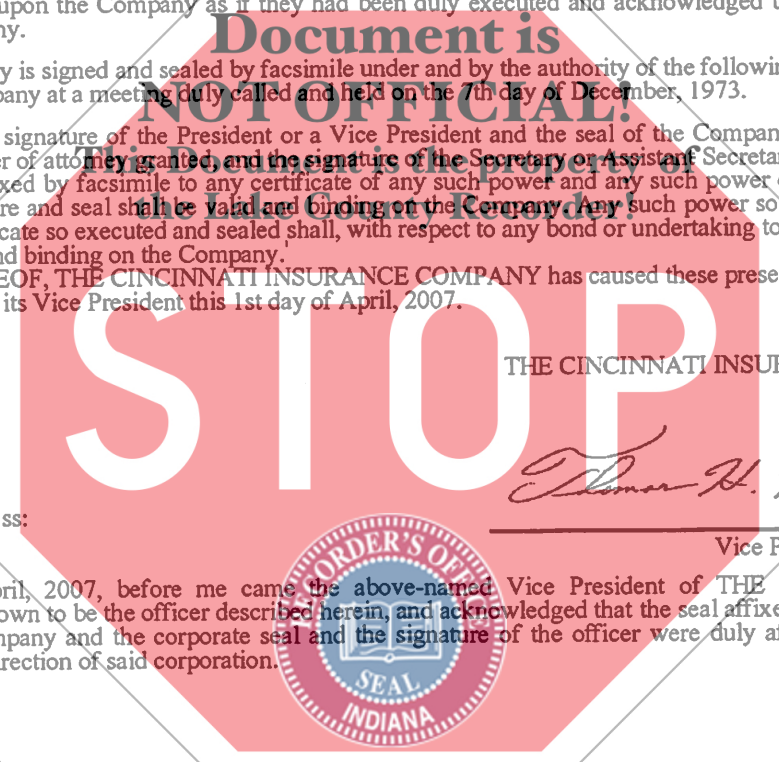 upon the Company as if they had been duly executed and acknowledged
ny.
Document is
y is signed and sealed by facsimile under and by the authority of the followin
pany at a meeting duly called and held on the 7th day of December, 1973.
NOT OFFICIAL!
signature of the President or a Vice President and the seal of the Company
This Document is the property of
er of attorney granted, and the signature of the Secretary or Assistant Secretar
xed by facsimile to any certificate of any such power and any such power
the Lake County Recorder!
re and seal shall be valid and binding on the Company. Any such power so
cate so executed and sealed shall, with respect to any bond or undertaking to
nd binding on the Company.'
EOF, THE CINCINNATI INSURANCE COMPANY has caused these prese
its Vice President this 1st day of April, 2007.
STOP
THE CINCINNATI INSU
Thomas H.
ss:
Vice P
RECORDER'S OFFICE
pril, 2007, before me came the above-named Vice President of THE
own to be the officer described herein, and acknowledged that the seal affixe
mpany and the corporate seal and the signature of the officer were duly af
rection of said corporation.
SEAL
INDIANA